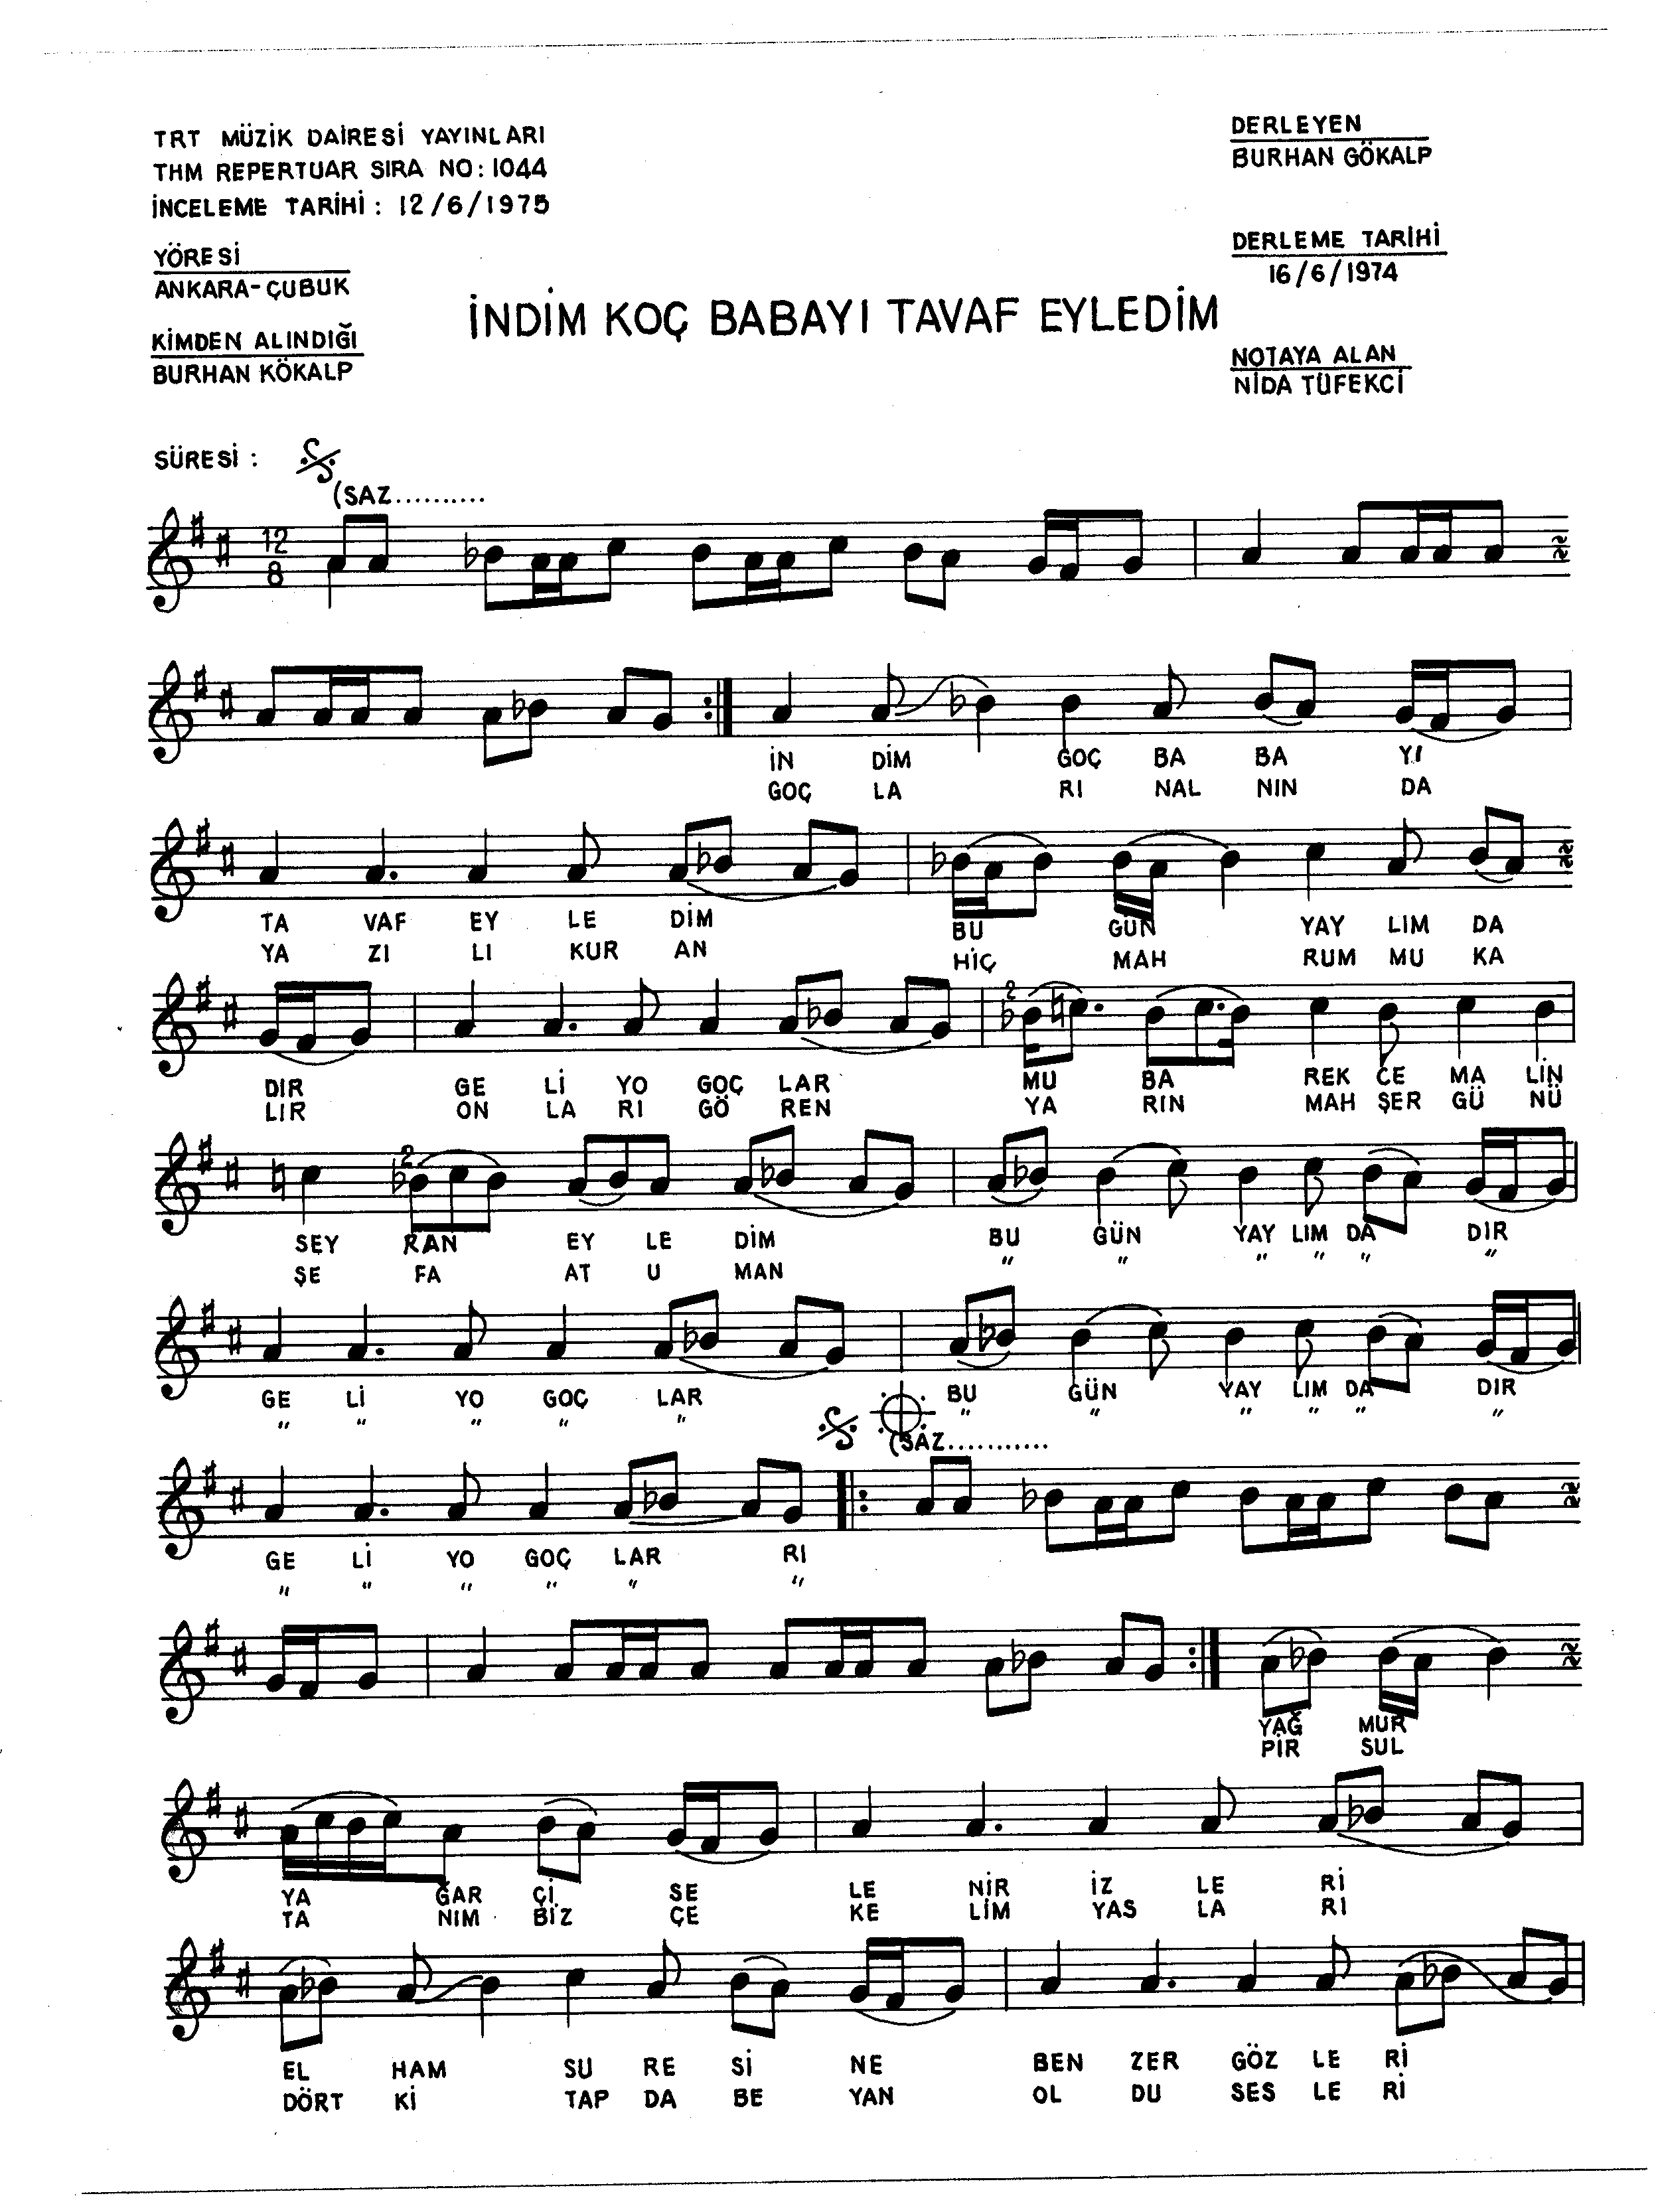 TRT MÜZİK DAİRESİ YAYINLARI
THM REPERTUAR SIRA NO: 1044
İNCELEME TARİHİ : 12/6/1975
DERLEYEN
BURHAN GÖKALP
YÖRESİ
ANKARA-ÇUBUK
DERLEME TARİHİ
16/6/1974
İNDİM KOÇ BABAYI TAVAF EYLEDİM
KİMDEN ALINDIĞI
BURHAN KÖKALP
NOTAYA ALAN
NİDA TÜFEKCİ
SÜRESİ :
(SAZ..........
12
8
İN DİM GOÇ BA BA YI
GOÇ LA RI NAL NIN DA
TA VAF EY LE DİM BU GÜN YAY LIM DA
YA ZI LI KUR AN HİÇ MAH RUM MU KA
2
DIR GE Lİ YO GOÇ LAR MU BA REK CE MA LİN
LIR ON LA RI GÖ REN YA RIN MAH ŞER GÜ NÜ
2
SEY RAN EY LE DİM BU GÜN YAY LIM DA DIR
ŞE FA AT U MAN " " " " " "
GE Lİ YO GOÇ LAR BU GÜN YAY LIM DA DIR
" " " " " " " " " " "
(SAZ...........
GE Lİ YO GOÇ LAR RI
" " " " " "
YAĞ MUR
PİR SUL
YA ĞAR Çİ SE LE NİR İZ LE Rİ
TA NIM BİZ ÇE KE LİM YAS LA RI
EL HAM SU RE Sİ NE BEN ZER GÖZ LE Rİ
DÖRT Kİ TAP DA BE YAN OL DU SES LE Rİ